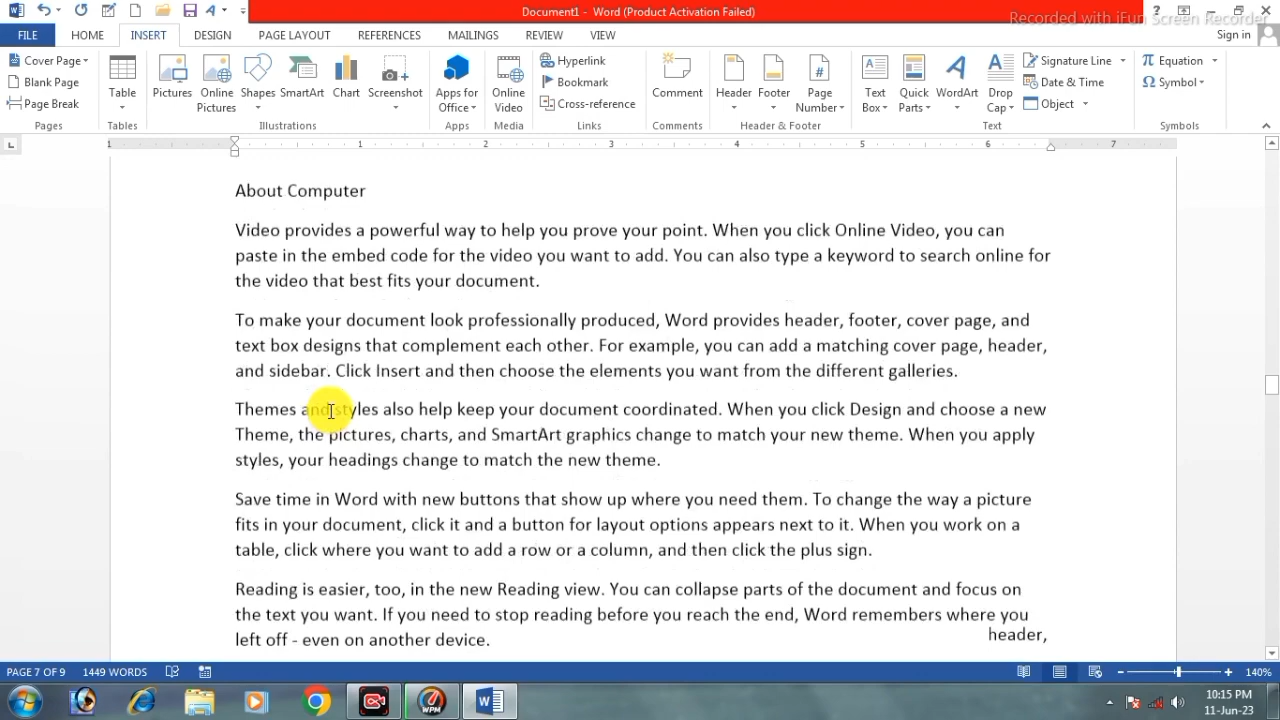 Document1 - Word (Product Activation Failed)
Recorded with iFun Screen Recorder
FILE HOME INSERT DESIGN PAGE LAYOUT REFERENCES MAILINGS REVIEW VIEW Sign in
Cover Page
Blank Page
Page Break
Pages
Table
Tables
Pictures
Online Pictures
Shapes
SmartArt
Chart
Screenshot
Illustrations
Apps for Office
Apps
Online Video
Media
Hyperlink
Bookmark
Cross-reference
Links
Comment
Comments
Header
Footer
Page Number
Header & Footer
Text Box
Quick Parts
WordArt
Drop Cap
Signature Line
Date & Time
Object
Text
Equation
Symbol
Symbols
1 1 2 3 4 5 6 7
About Computer
Video provides a powerful way to help you prove your point. When you click Online Video, you can
paste in the embed code for the video you want to add. You can also type a keyword to search online for
the video that best fits your document.
To make your document look professionally produced, Word provides header, footer, cover page, and
text box designs that complement each other. For example, you can add a matching cover page, header,
and sidebar. Click Insert and then choose the elements you want from the different galleries.
Themes and styles also help keep your document coordinated. When you click Design and choose a new
Theme, the pictures, charts, and SmartArt graphics change to match your new theme. When you apply
styles, your headings change to match the new theme.
Save time in Word with new buttons that show up where you need them. To change the way a picture
fits in your document, click it and a button for layout options appears next to it. When you work on a
table, click where you want to add a row or a column, and then click the plus sign.
Reading is easier, too, in the new Reading view. You can collapse parts of the document and focus on
the text you want. If you need to stop reading before you reach the end, Word remembers where you
left off - even on another device.
header,
PAGE 7 OF 9 1449 WORDS 140%
WPM
10:15 PM
11-Jun-23